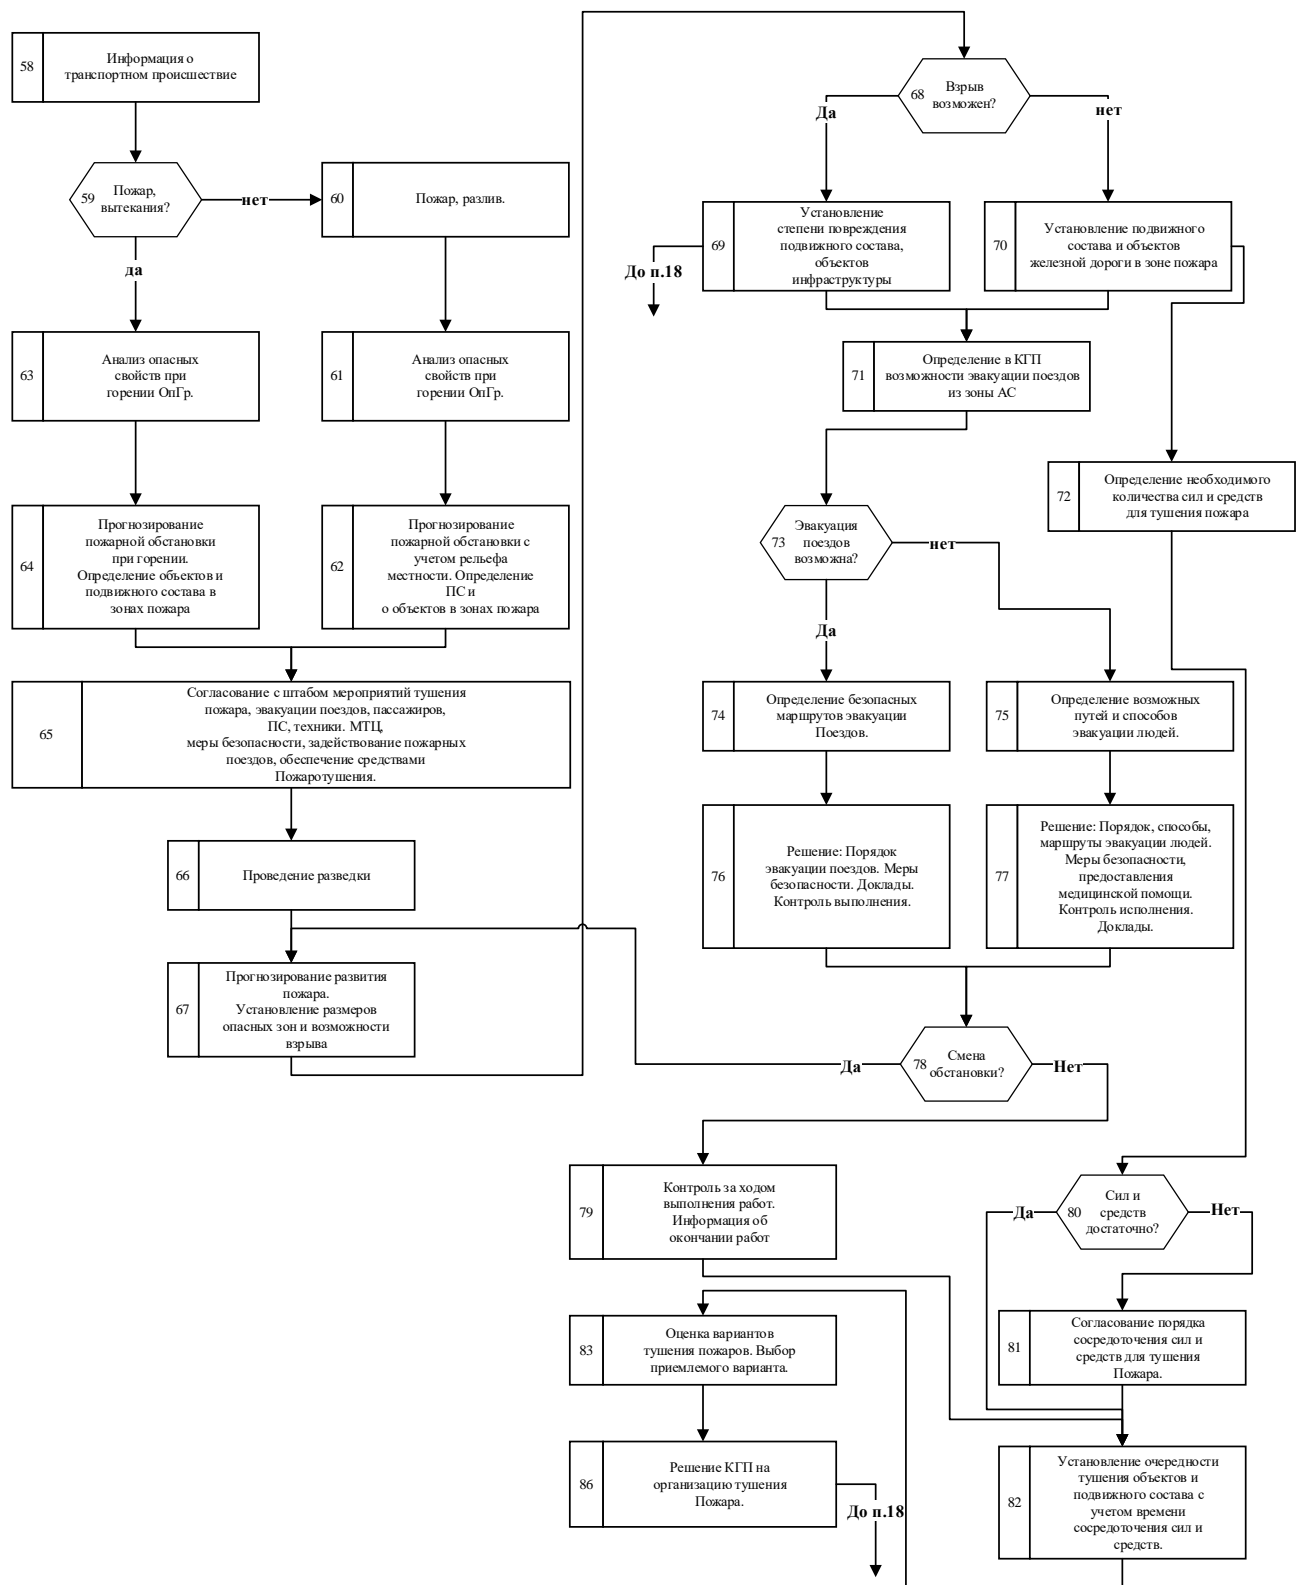 58
Информация о
транспортном происшествие
59
Пожар,
вытекания?
нет
да
60
Пожар, разлив.
63
Анализ опасных
свойств при
горении ОпГр.
61
Анализ опасных
свойств при
горении ОпГр.
64
Прогнозирование
пожарной обстановки
при горении.
Определение объектов и
подвижного состава в
зонах пожара
62
Прогнозирование
пожарной обстановки с
учетом рельефа
местности. Определение
ПС и
о объектов в зонах пожара
65
Согласование с штабом мероприятий тушения
пожара, эвакуации поездов, пассажиров,
ПС, техники. МТЦ,
меры безопасности, задействование пожарных
поездов, обеспечение средствами
Пожаротушения.
66
Проведение разведки
67
Прогнозирование развития
пожара.
Установление размеров
опасных зон и возможности
взрыва
68
Взрыв
возможен?
Да
нет
69
Установление
степени повреждения
подвижного состава,
объектов
инфраструктуры
До п.18
70
Установление подвижного
состава и объектов
железной дороги в зоне пожара
71
Определение в КГП
возможности эвакуации поездов
из зоны АС
72
Определение необходимого
количества сил и средств
для тушения пожара
73
Эвакуация
поездов
возможна?
нет
Да
74
Определение безопасных
маршрутов эвакуации
Поездов.
75
Определение возможных
путей и способов
эвакуации людей.
76
Решение: Порядок
эвакуации поездов. Меры
безопасности. Доклады.
Контроль выполнения.
77
Решение: Порядок, способы,
маршруты эвакуации людей.
Меры безопасности,
предоставления
медицинской помощи.
Контроль исполнения.
Доклады.
78
Смена
обстановки?
Да
Нет
79
Контроль за ходом
выполнения работ.
Информация об
окончании работ
80
Сил и
средств
достаточно?
Да
Нет
81
Согласование порядка
сосредоточения сил и
средств для тушения
Пожара.
83
Оценка вариантов
тушения пожаров. Выбор
приемлемого варианта.
86
Решение КГП на
организацию тушения
Пожара.
До п.18
82
Установление очередности
тушения объектов и
подвижного состава с
учетом времени
сосредоточения сил и
средств.